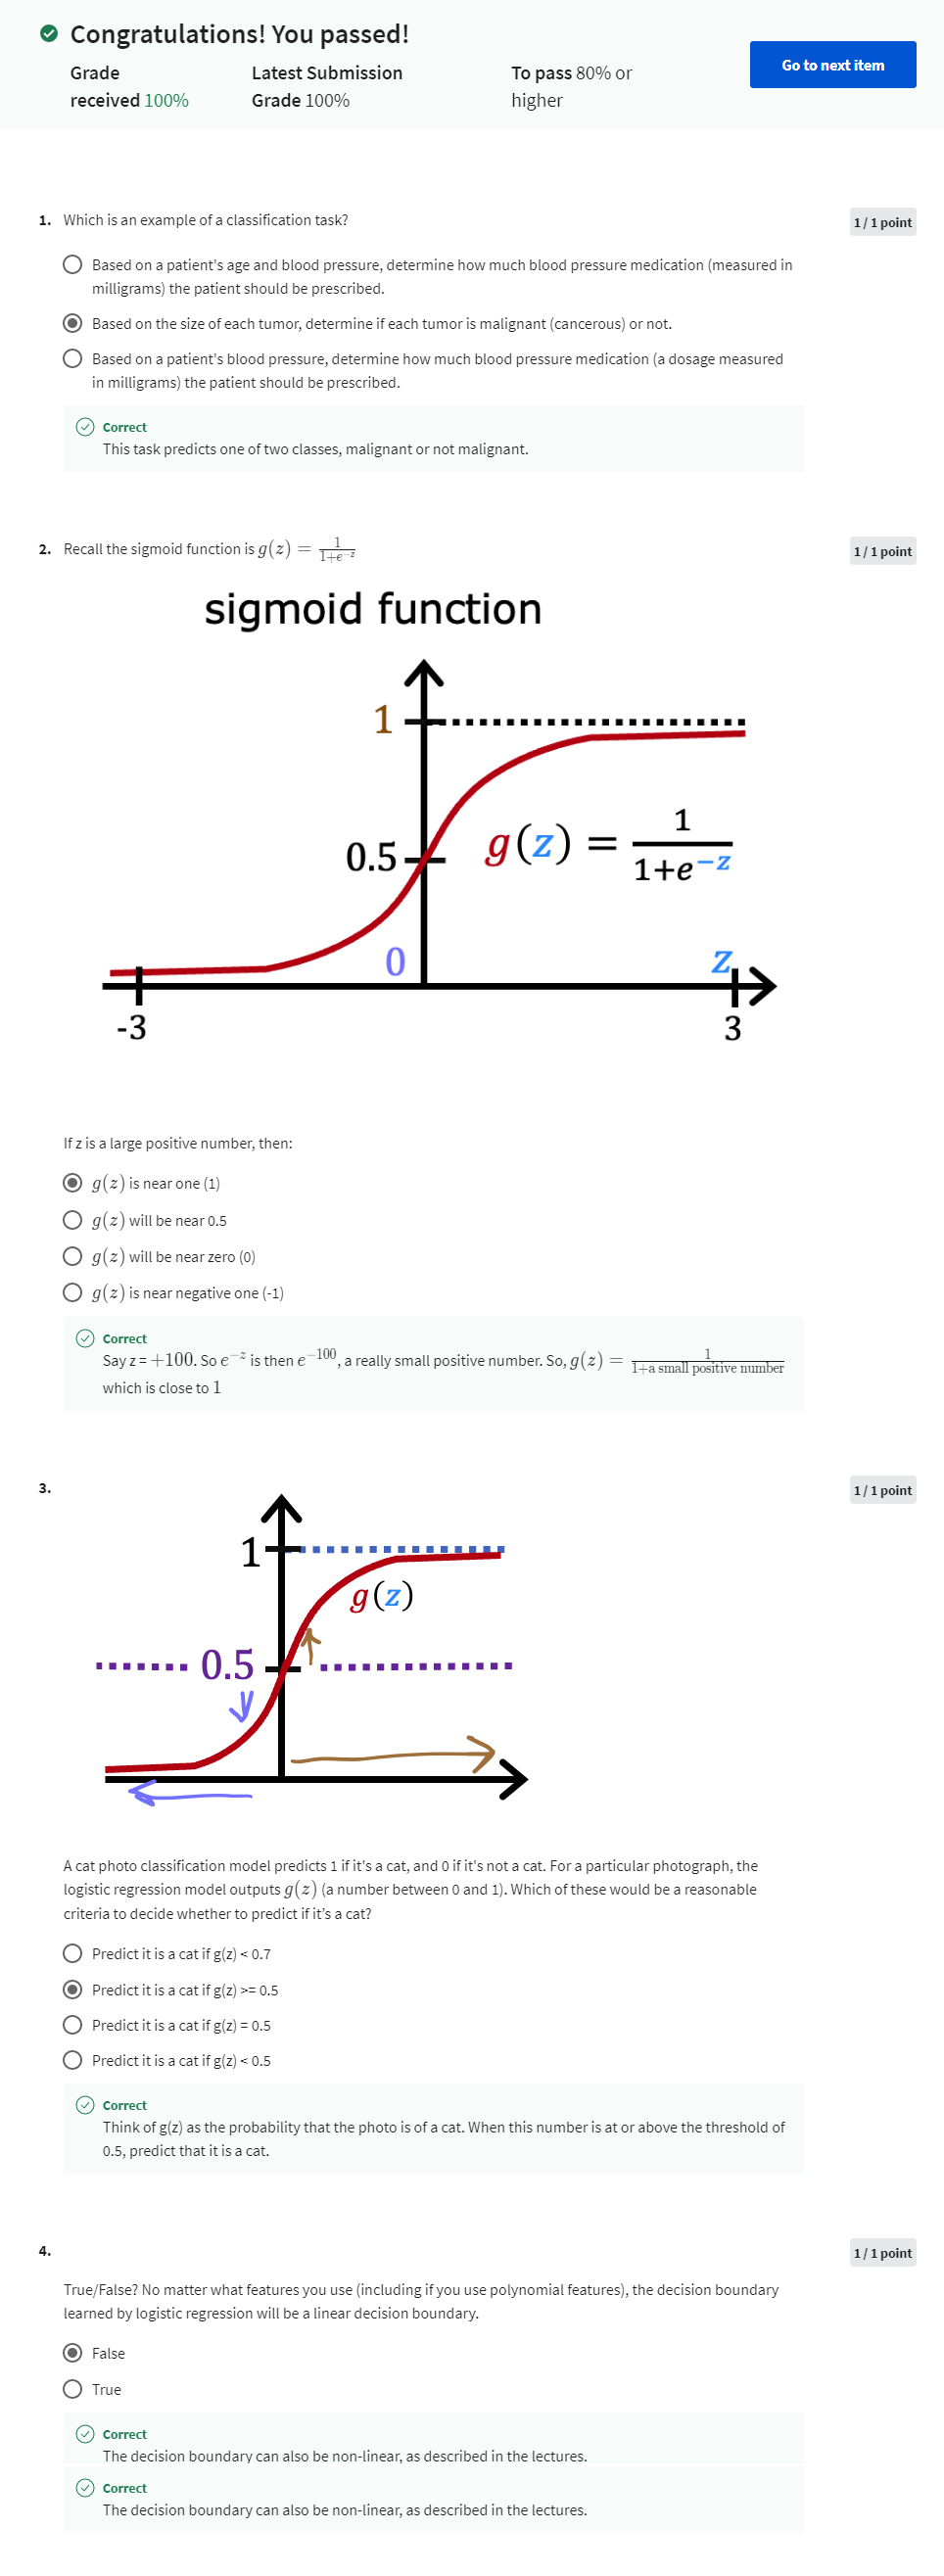 Congratulations! You passed!
Grade received 100%
Latest Submission Grade 100%
To pass 80% or higher
Go to next item
1. Which is an example of a classification task?
1 / 1 point
Based on a patient's age and blood pressure, determine how much blood pressure medication (measured in
milligrams) the patient should be prescribed.
Based on the size of each tumor, determine if each tumor is malignant (cancerous) or not.
Based on a patient's blood pressure, determine how much blood pressure medication (a dosage measured
in milligrams) the patient should be prescribed.
Correct
This task predicts one of two classes, malignant or not malignant.
2. Recall the sigmoid function is g(z) = 1/(1+e^{-z})
1 / 1 point
sigmoid function
1
0.5
g(z) = 1/(1+e^{-z})
0
z
-3
3
If z is a large positive number, then:
g(z) is near one (1)
g(z) will be near 0.5
g(z) will be near zero (0)
g(z) is near negative one (-1)
Correct
Say z = +100. So e^{-z} is then e^{-100}, a really small positive number. So, g(z) = 1/(1+a small positive number)
which is close to 1
3.
1 / 1 point
1
g(z)
0.5
A cat photo classification model predicts 1 if it's a cat, and 0 if it's not a cat. For a particular photograph, the
logistic regression model outputs g(z) (a number between 0 and 1). Which of these would be a reasonable
criteria to decide whether to predict if it’s a cat?
Predict it is a cat if g(z) < 0.7
Predict it is a cat if g(z) >= 0.5
Predict it is a cat if g(z) = 0.5
Predict it is a cat if g(z) < 0.5
Correct
Think of g(z) as the probability that the photo is of a cat. When this number is at or above the threshold of
0.5, predict that it is a cat.
4.
1 / 1 point
True/False? No matter what features you use (including if you use polynomial features), the decision boundary
learned by logistic regression will be a linear decision boundary.
False
True
Correct
The decision boundary can also be non-linear, as described in the lectures.
Correct
The decision boundary can also be non-linear, as described in the lectures.